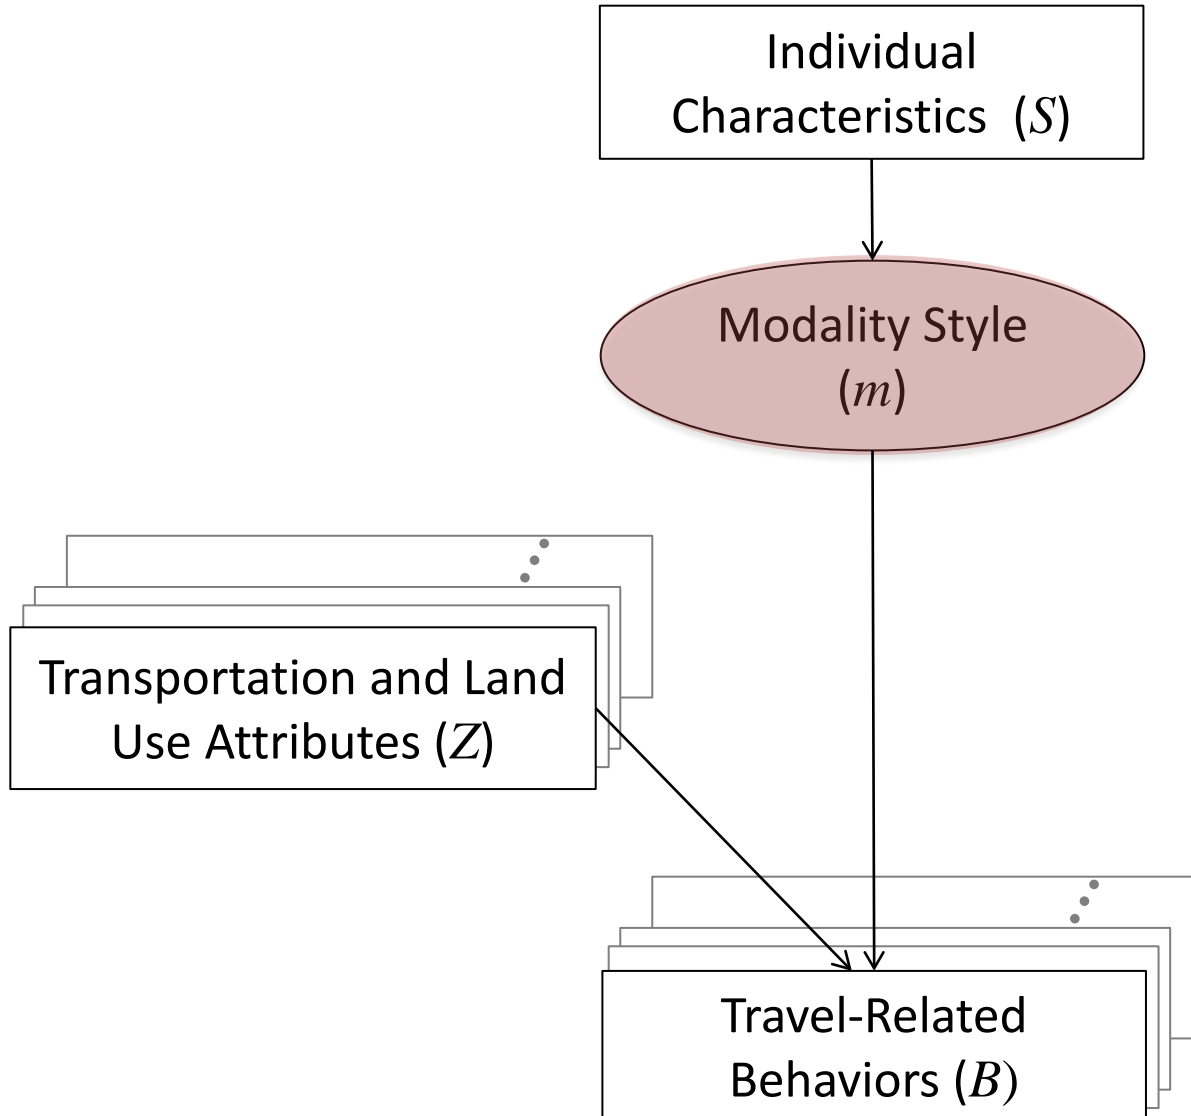 Individual
Characteristics (S)
Modality Style
(m)
Transportation and Land
Use Attributes (Z)
Travel-Related
Behaviors (B)